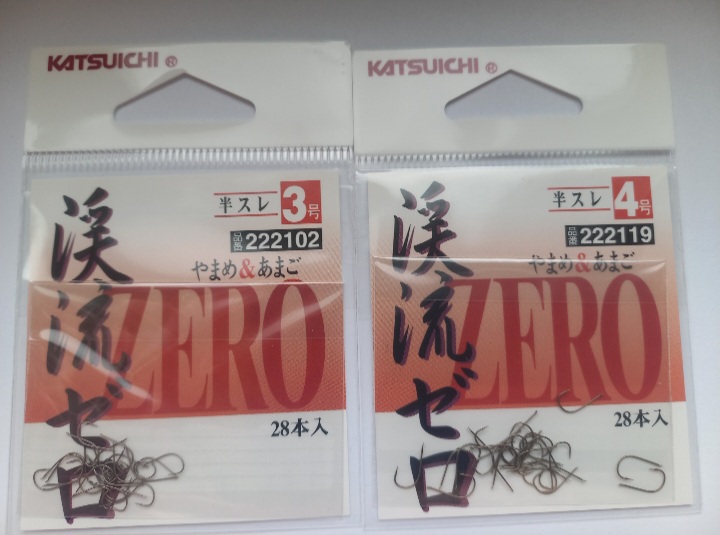 KATSUICHI®
半スレ 3号
品番 222102
やまめ&あまご
渓流ゼロ
ZERO
28本入
KATSUICHI®
半スレ 4号
品番 222119
やまめ&あまご
渓流ゼロ
ZERO
28本入